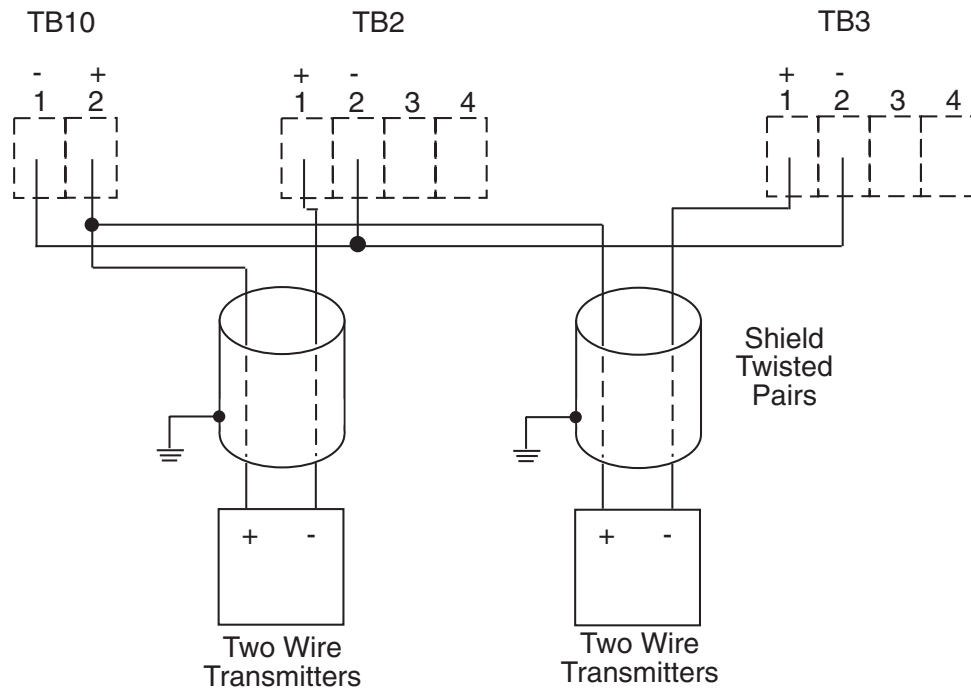 TB10 TB2 TB3
- + + - + -
1 2 1 2 3 4 1 2 3 4
Shield
Twisted
Pairs
+ - + -
Two Wire
Transmitters
Two Wire
Transmitters